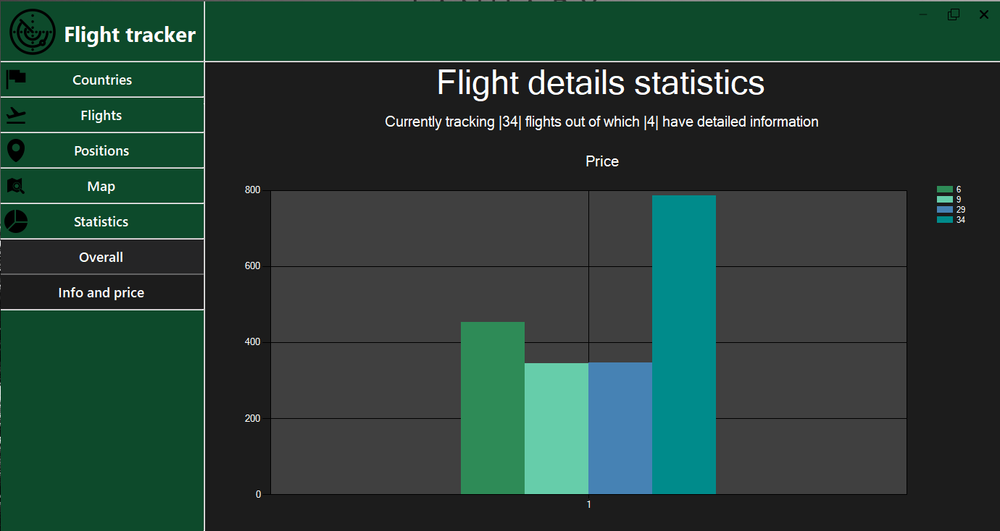 Flight tracker
Countries
Flights
Positions
Map
Statistics
Overall
Info and price
Flight details statistics
Currently tracking |34| flights out of which |4| have detailed information
Price
800
600
400
200
0
1
6
9
29
34